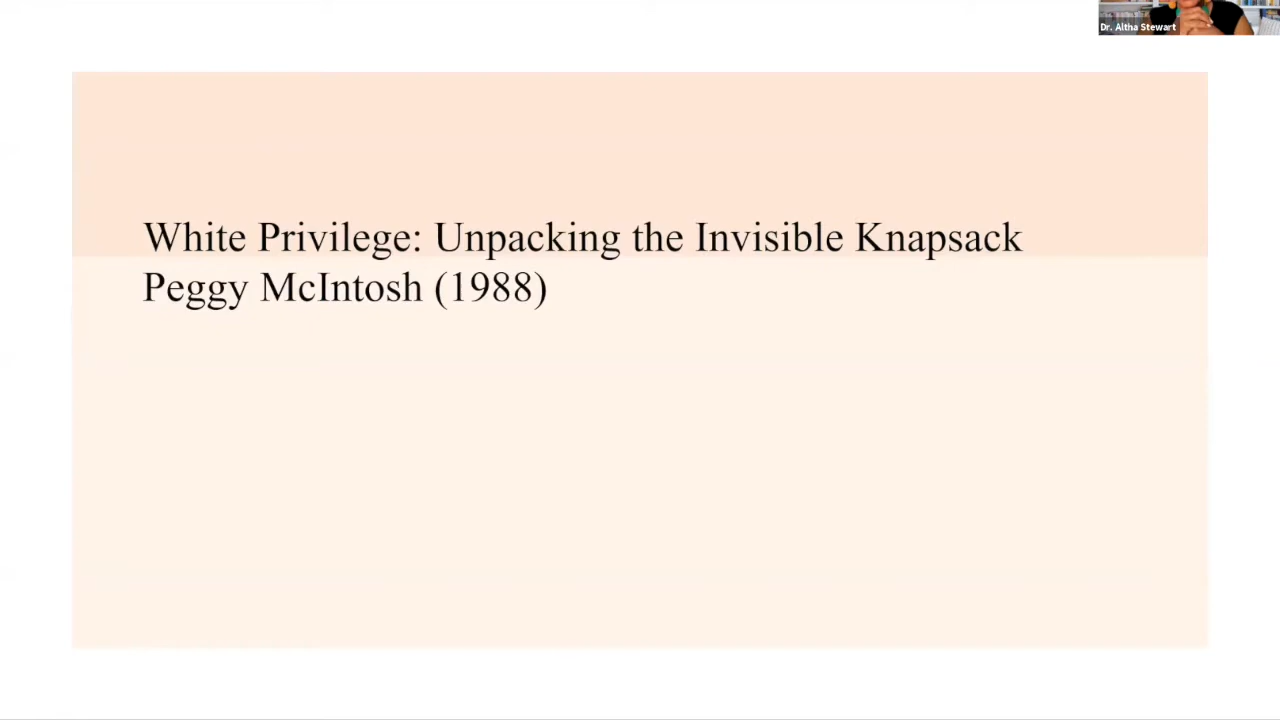 Dr. Altha Stewart
White Privilege: Unpacking the Invisible Knapsack
Peggy McIntosh (1988)